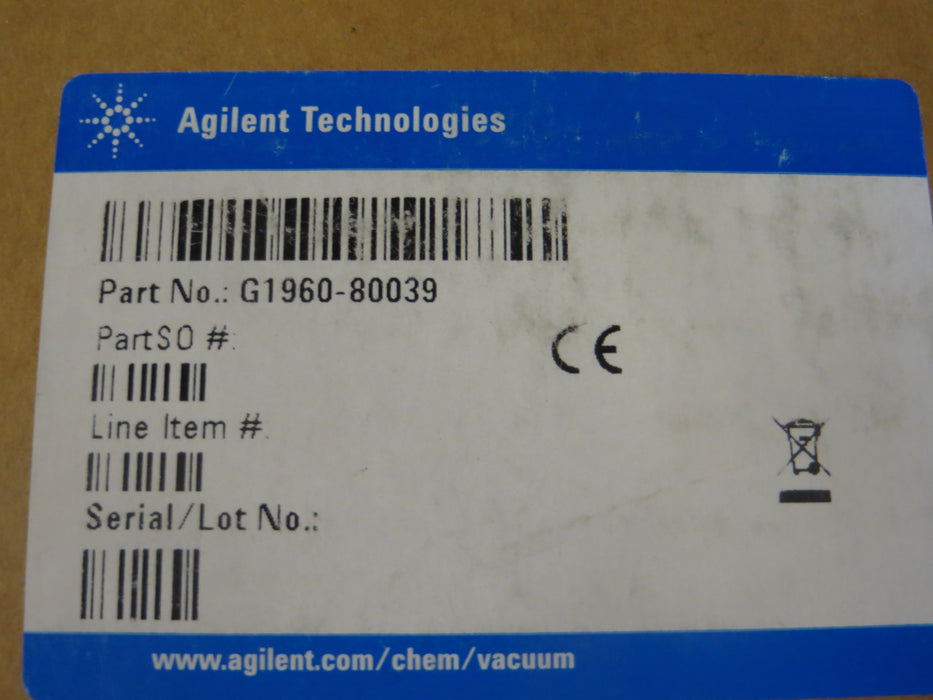 Agilent Technologies
Part No.: G1960-80039
PartSO #:
CE
Line Item #:
Serial/Lot No.:
www.agilent.com/chem/vacuum